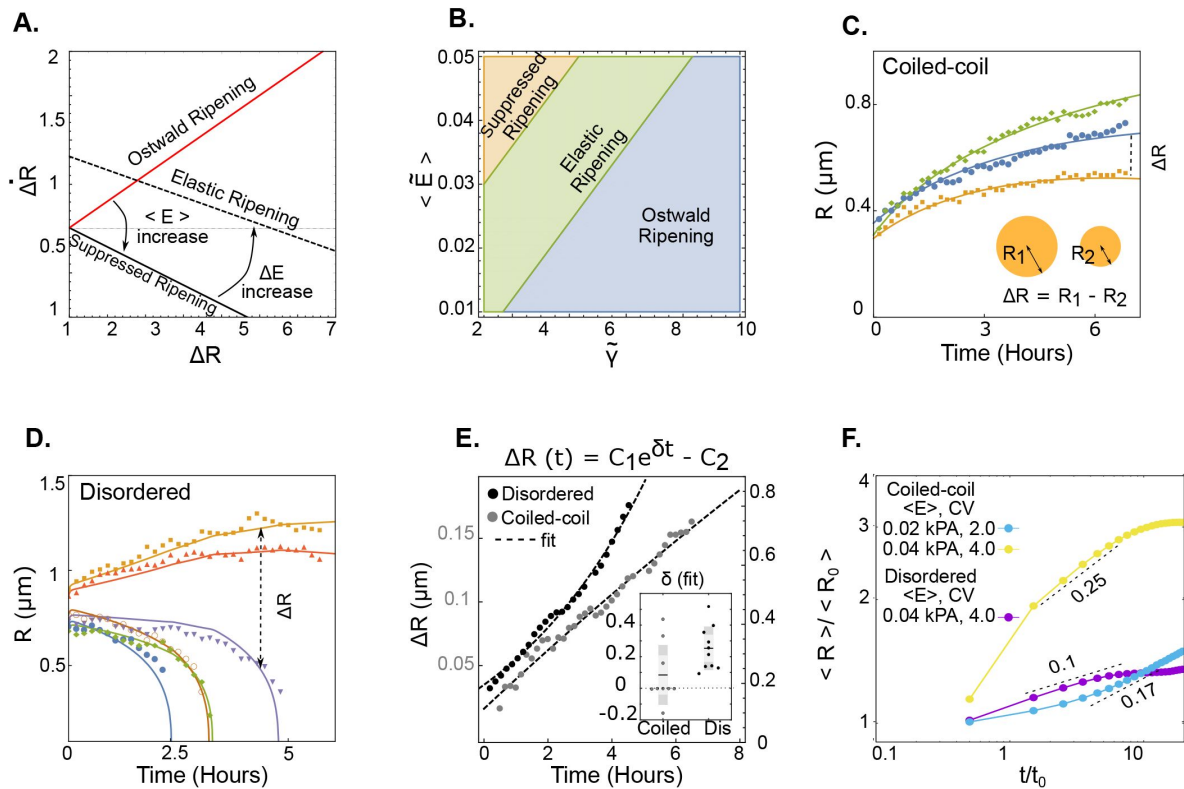 A.
2
1.5
1
0.5
1
1
2
3
4
5
6
7
ΔṘ
ΔR
Ostwald Ripening
Elastic Ripening
Suppressed Ripening
< E >
increase
ΔE
increase
B.
0.05
0.04
0.03
0.02
0.01
2
4
6
8
10
< Ẽ >
γ̃
Suppressed
Ripening
Elastic
Ripening
Ostwald
Ripening
C.
Coiled-coil
0.8
0.4
0
0
3
6
R (μm)
Time (Hours)
ΔR
R1
R2
ΔR = R1 - R2
D.
Disordered
1.5
1
0.5
0
2.5
5
R (μm)
Time (Hours)
ΔR
E.
ΔR (t) = C1e^δt - C2
Disordered
Coiled-coil
fit
0.15
0.1
0.05
0
2
4
6
8
0.8
0.6
0.4
0.2
0
ΔR (μm)
Time (Hours)
δ (fit)
0.4
0.2
0
-0.2
Coiled Dis
F.
Coiled-coil
<E>, CV
0.02 kPA, 2.0
0.04 kPA, 4.0
Disordered
<E>, CV
0.04 kPA, 4.0
4
3
2
1
0.1
1
10
< R > / < R0 >
t/t0
0.25
0.1
0.17